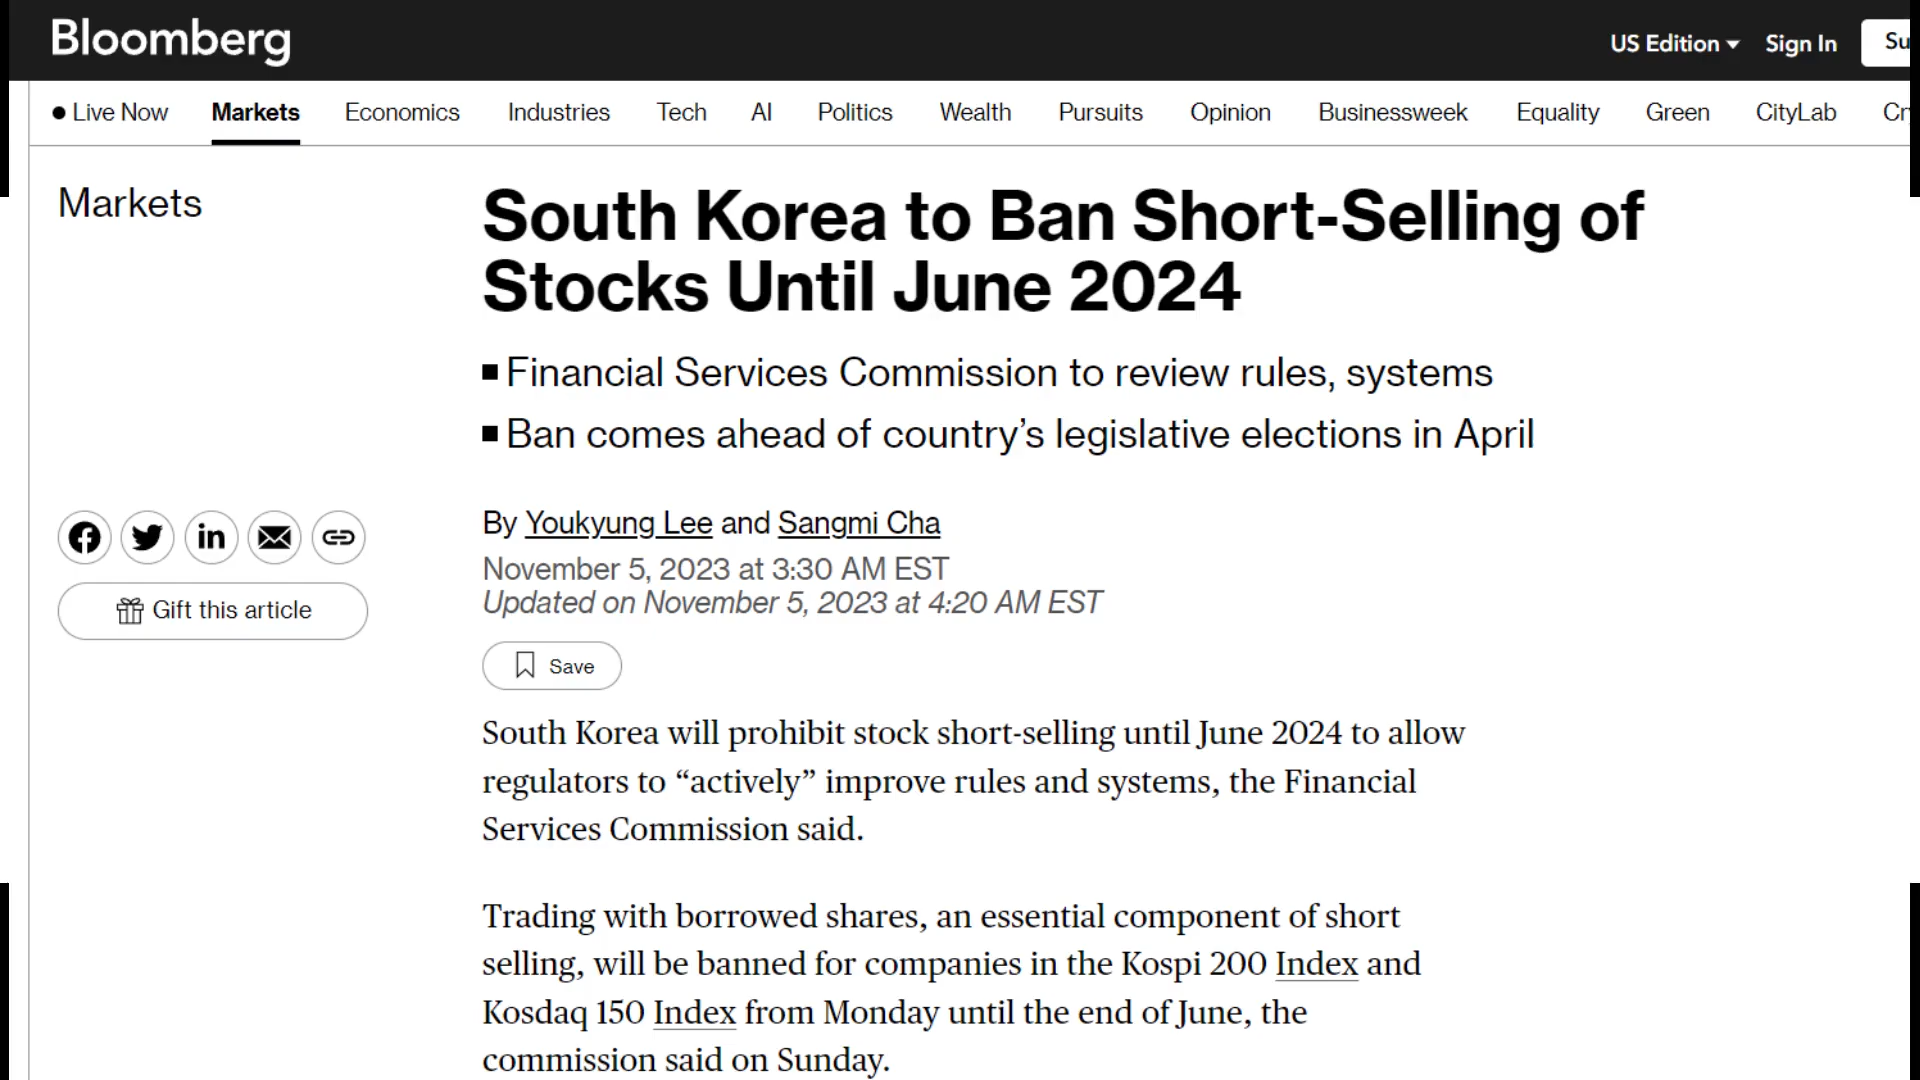 Bloomberg
US Edition
Sign In
Su
Live Now
Markets
Economics
Industries
Tech
AI
Politics
Wealth
Pursuits
Opinion
Businessweek
Equality
Green
CityLab
Cr
Markets
South Korea to Ban Short-Selling of
Stocks Until June 2024
Financial Services Commission to review rules, systems
Ban comes ahead of country’s legislative elections in April
By Youkyung Lee and Sangmi Cha
November 5, 2023 at 3:30 AM EST
Updated on November 5, 2023 at 4:20 AM EST
Gift this article
Save
South Korea will prohibit stock short-selling until June 2024 to allow
regulators to “actively” improve rules and systems, the Financial
Services Commission said.
Trading with borrowed shares, an essential component of short
selling, will be banned for companies in the Kospi 200 Index and
Kosdaq 150 Index from Monday until the end of June, the
commission said on Sunday.